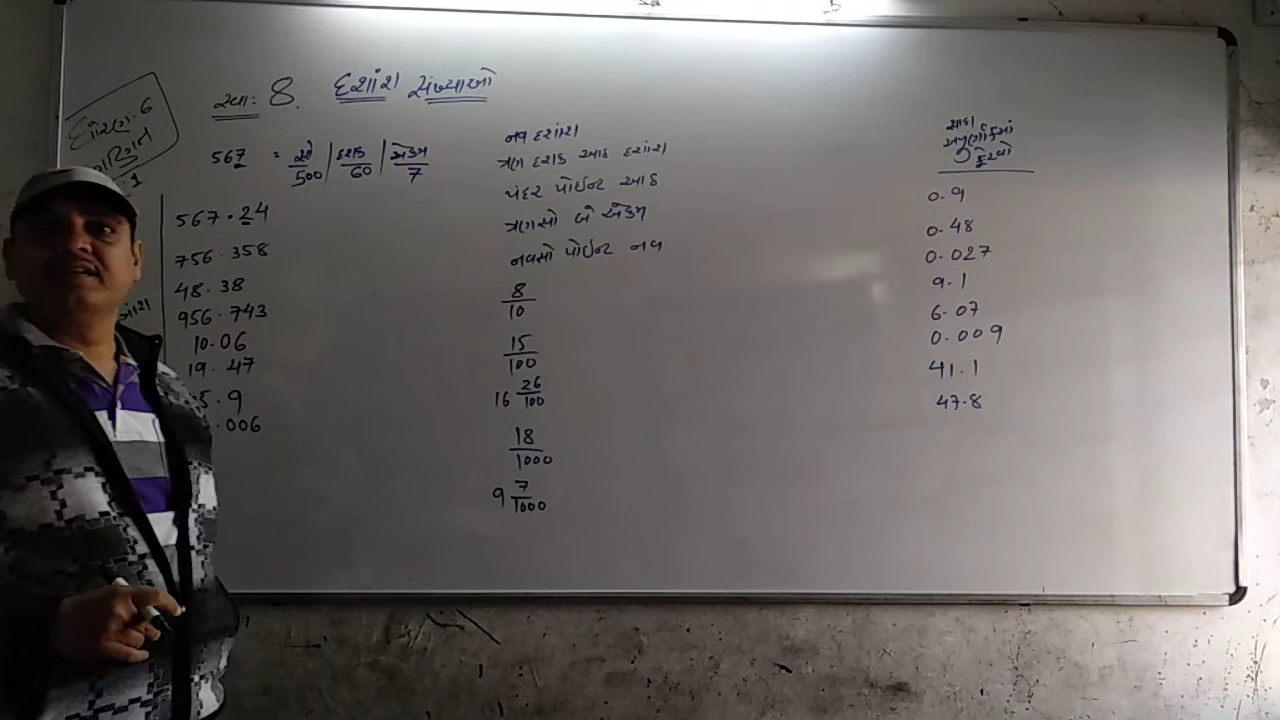 ધોરણ: 6
ગણિત
: 1
સ્વા: 8. દશાંશ સંખ્યાઓ
567 = સો/500 | દશક/60 | એકમ/7
567.24
756.358
48.38
956.743
10.06
19.47
5.9
.006
નવ દશાંશ
ત્રણ દશક આઠ દશાંશ
પંદર પોઈન્ટ આઠ
ત્રણસો બે એકમ
નવસો પોઈન્ટ નવ
8/10
15/100
16 26/100
18/1000
9 7/1000
સાદા
અપૂર્ણાંકમાં
ફેરવો
0.9
0.48
0.027
9.1
6.07
0.009
41.1
47.8